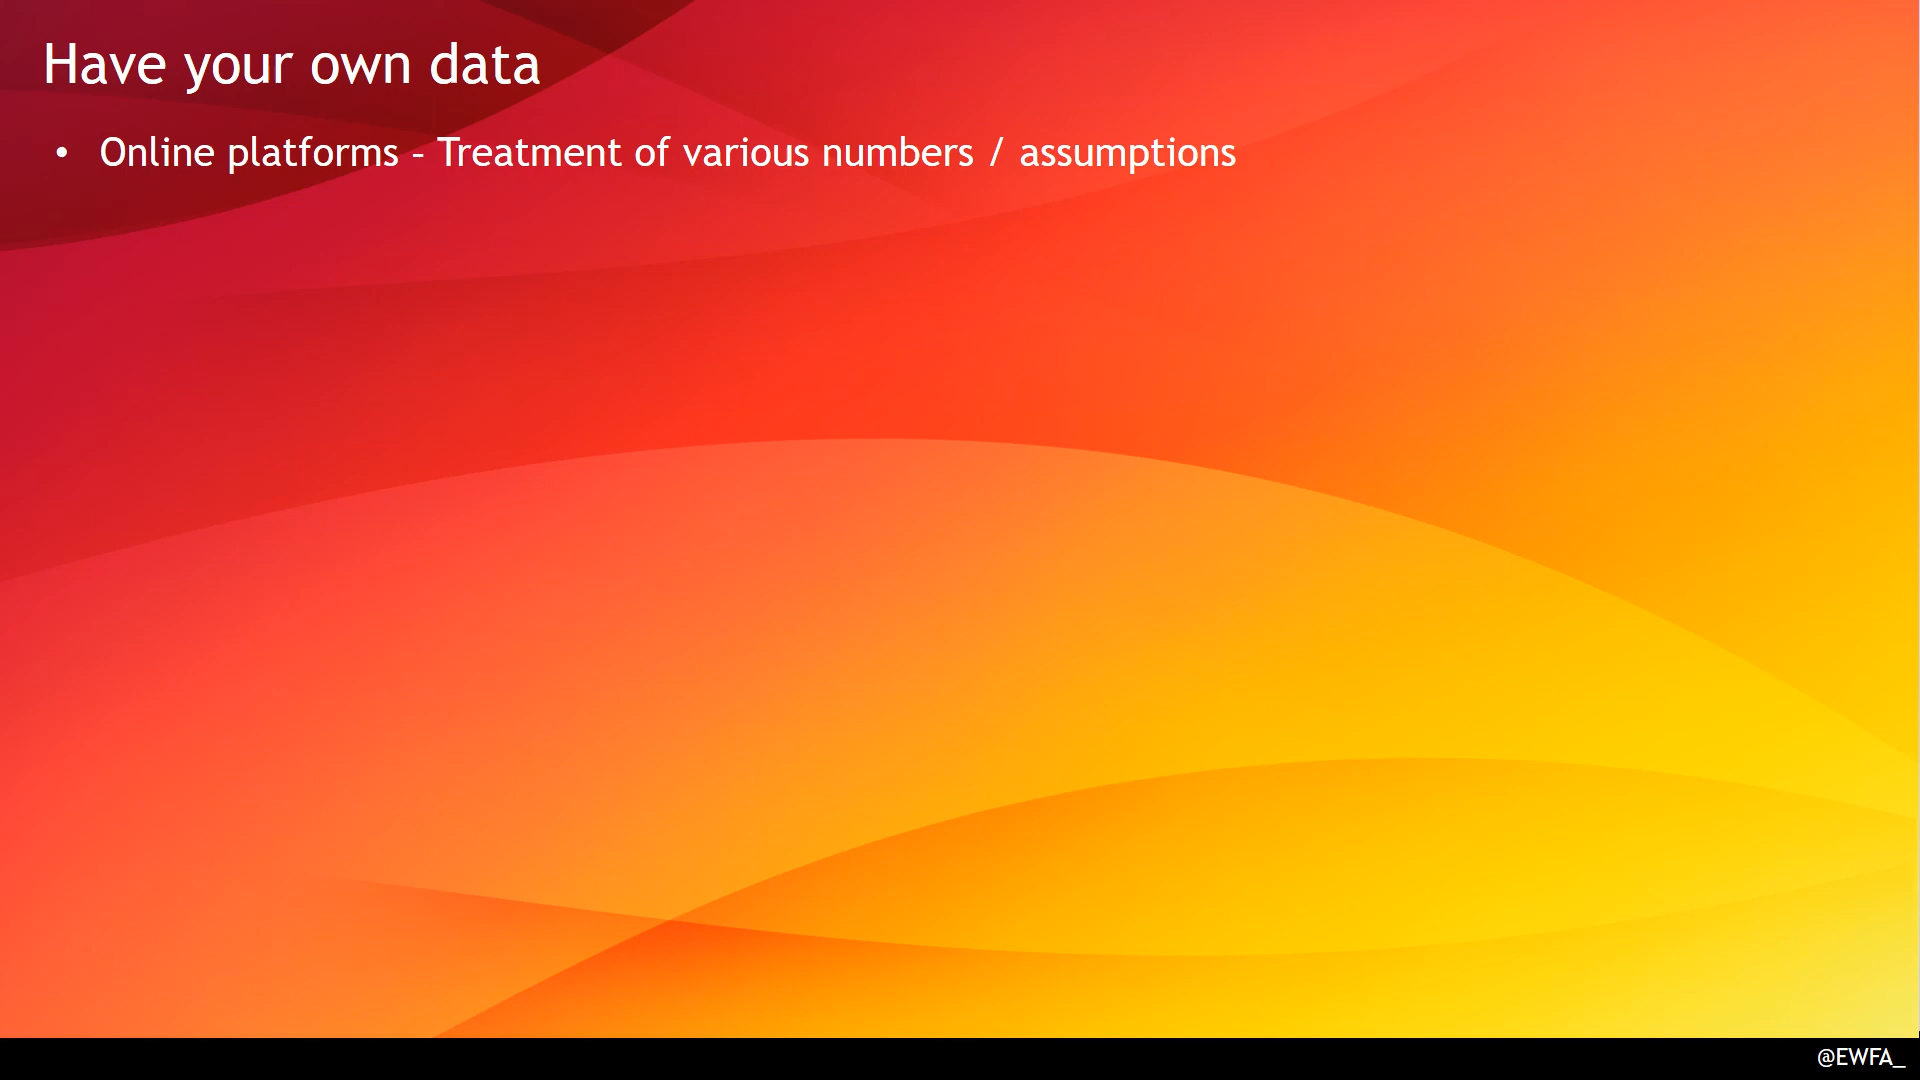 Have your own data
• Online platforms – Treatment of various numbers / assumptions
@EWFA_